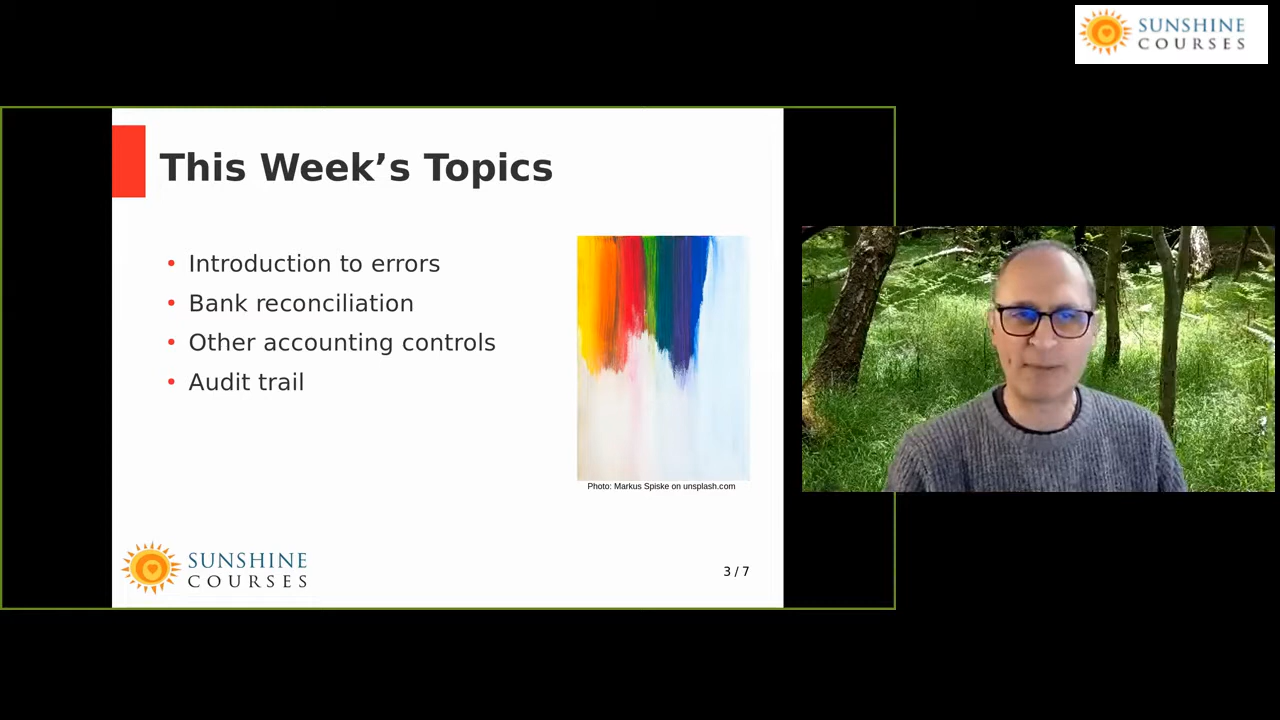 SUNSHINE
COURSES
This Week’s Topics
• Introduction to errors
• Bank reconciliation
• Other accounting controls
• Audit trail
Photo: Markus Spiske on unsplash.com
SUNSHINE
COURSES
3 / 7